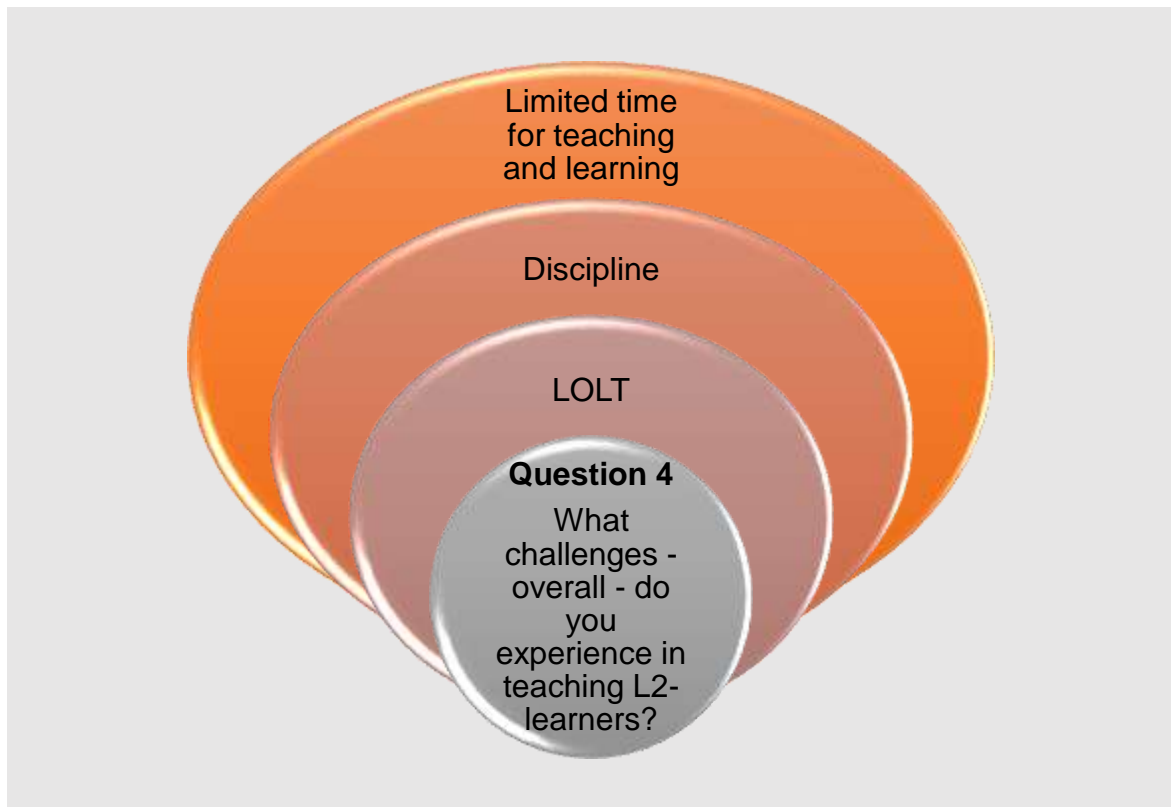 Limited time
for teaching
and learning
Discipline
LOLT
Question 4
What
challenges -
overall - do
you
experience in
teaching L2-
learners?